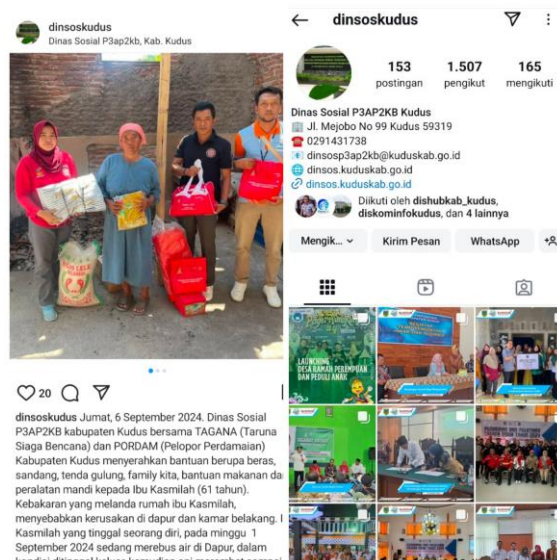 dinsoskudus
Dinas Sosial P3ap2kb, Kab. Kudus
20
dinsoskudus Jumat, 6 September 2024. Dinas Sosial
P3AP2KB kabupaten Kudus bersama TAGANA (Taruna
Siaga Bencana) dan PORDAM (Pelopor Perdamaian)
Kabupaten Kudus menyerahkan bantuan berupa beras,
sandang, tenda gulung, family kita, bantuan makanan da
peralatan mandi kepada Ibu Kasmilah (61 tahun).
Kebakaran yang melanda rumah ibu Kasmilah,
menyebabkan kerusakan di dapur dan kamar belakang. I
Kasmilah yang tinggal seorang diri, pada minggu 1
September 2024 sedang merebus air di Dapur, dalam
dinsoskudus
153
1.507
165
postingan
pengikut
mengikuti
Dinas Sosial P3AP2KB Kudus
Jl. Mejobo No 99 Kudus 59319
0291431738
dinsosp3ap2kb@kuduskab.go.id
dinsos.kuduskab.go.id
dinsos.kuduskab.go.id
Diikuti oleh dishubkab_kudus,
diskominfokudus, dan 4 lainnya
Mengik...
Kirim Pesan
WhatsApp
LAUNCHING
DESA RAMAH PEREMPUAN
DAN PEDULI ANAK